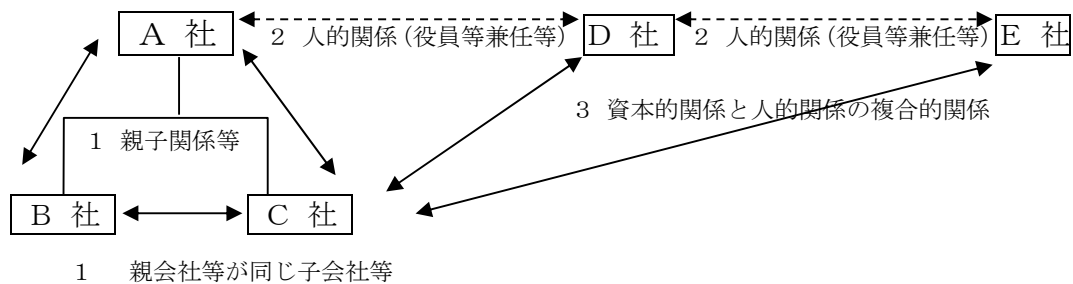 A 社
2 人的関係(役員等兼任等)
D 社
2 人的関係(役員等兼任等)
E 社
3 資本的関係と人的関係の複合的関係
1 親子関係等
B 社
C 社
1 親会社等が同じ子会社等